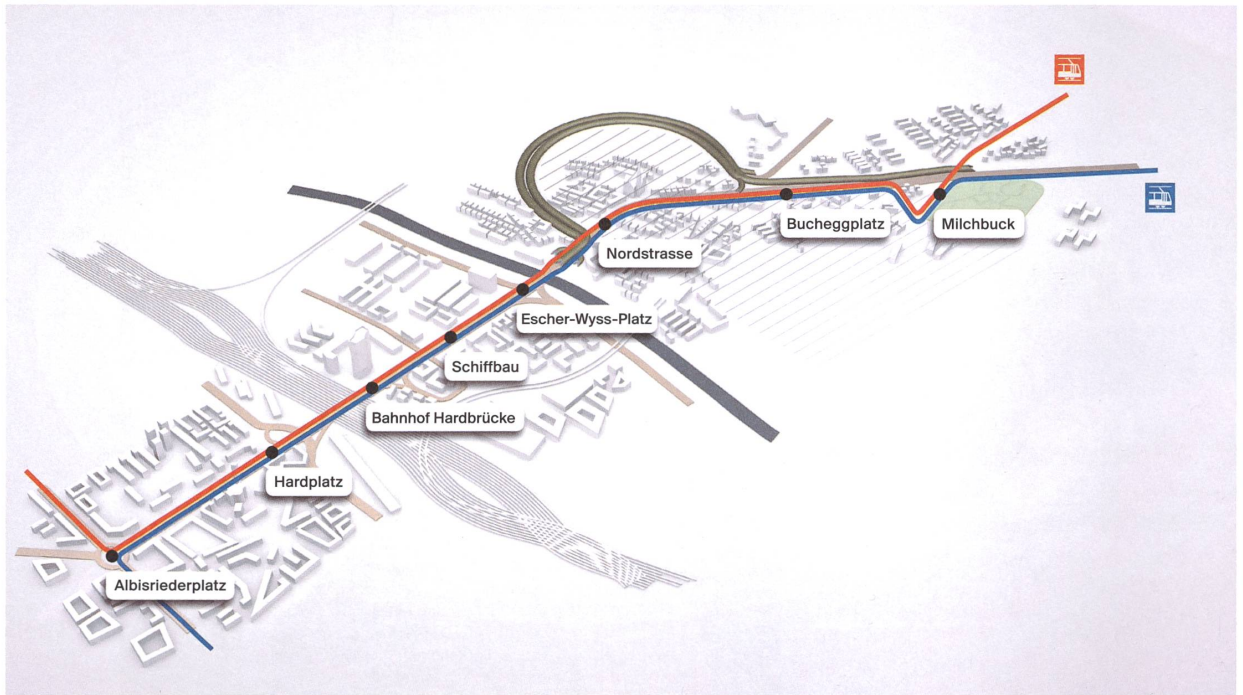 Bucheggplatz
Milchbuck
Nordstrasse
Escher-Wyss-Platz
Schiffbau
Bahnhof Hardbrücke
Hardplatz
Albisriederplatz